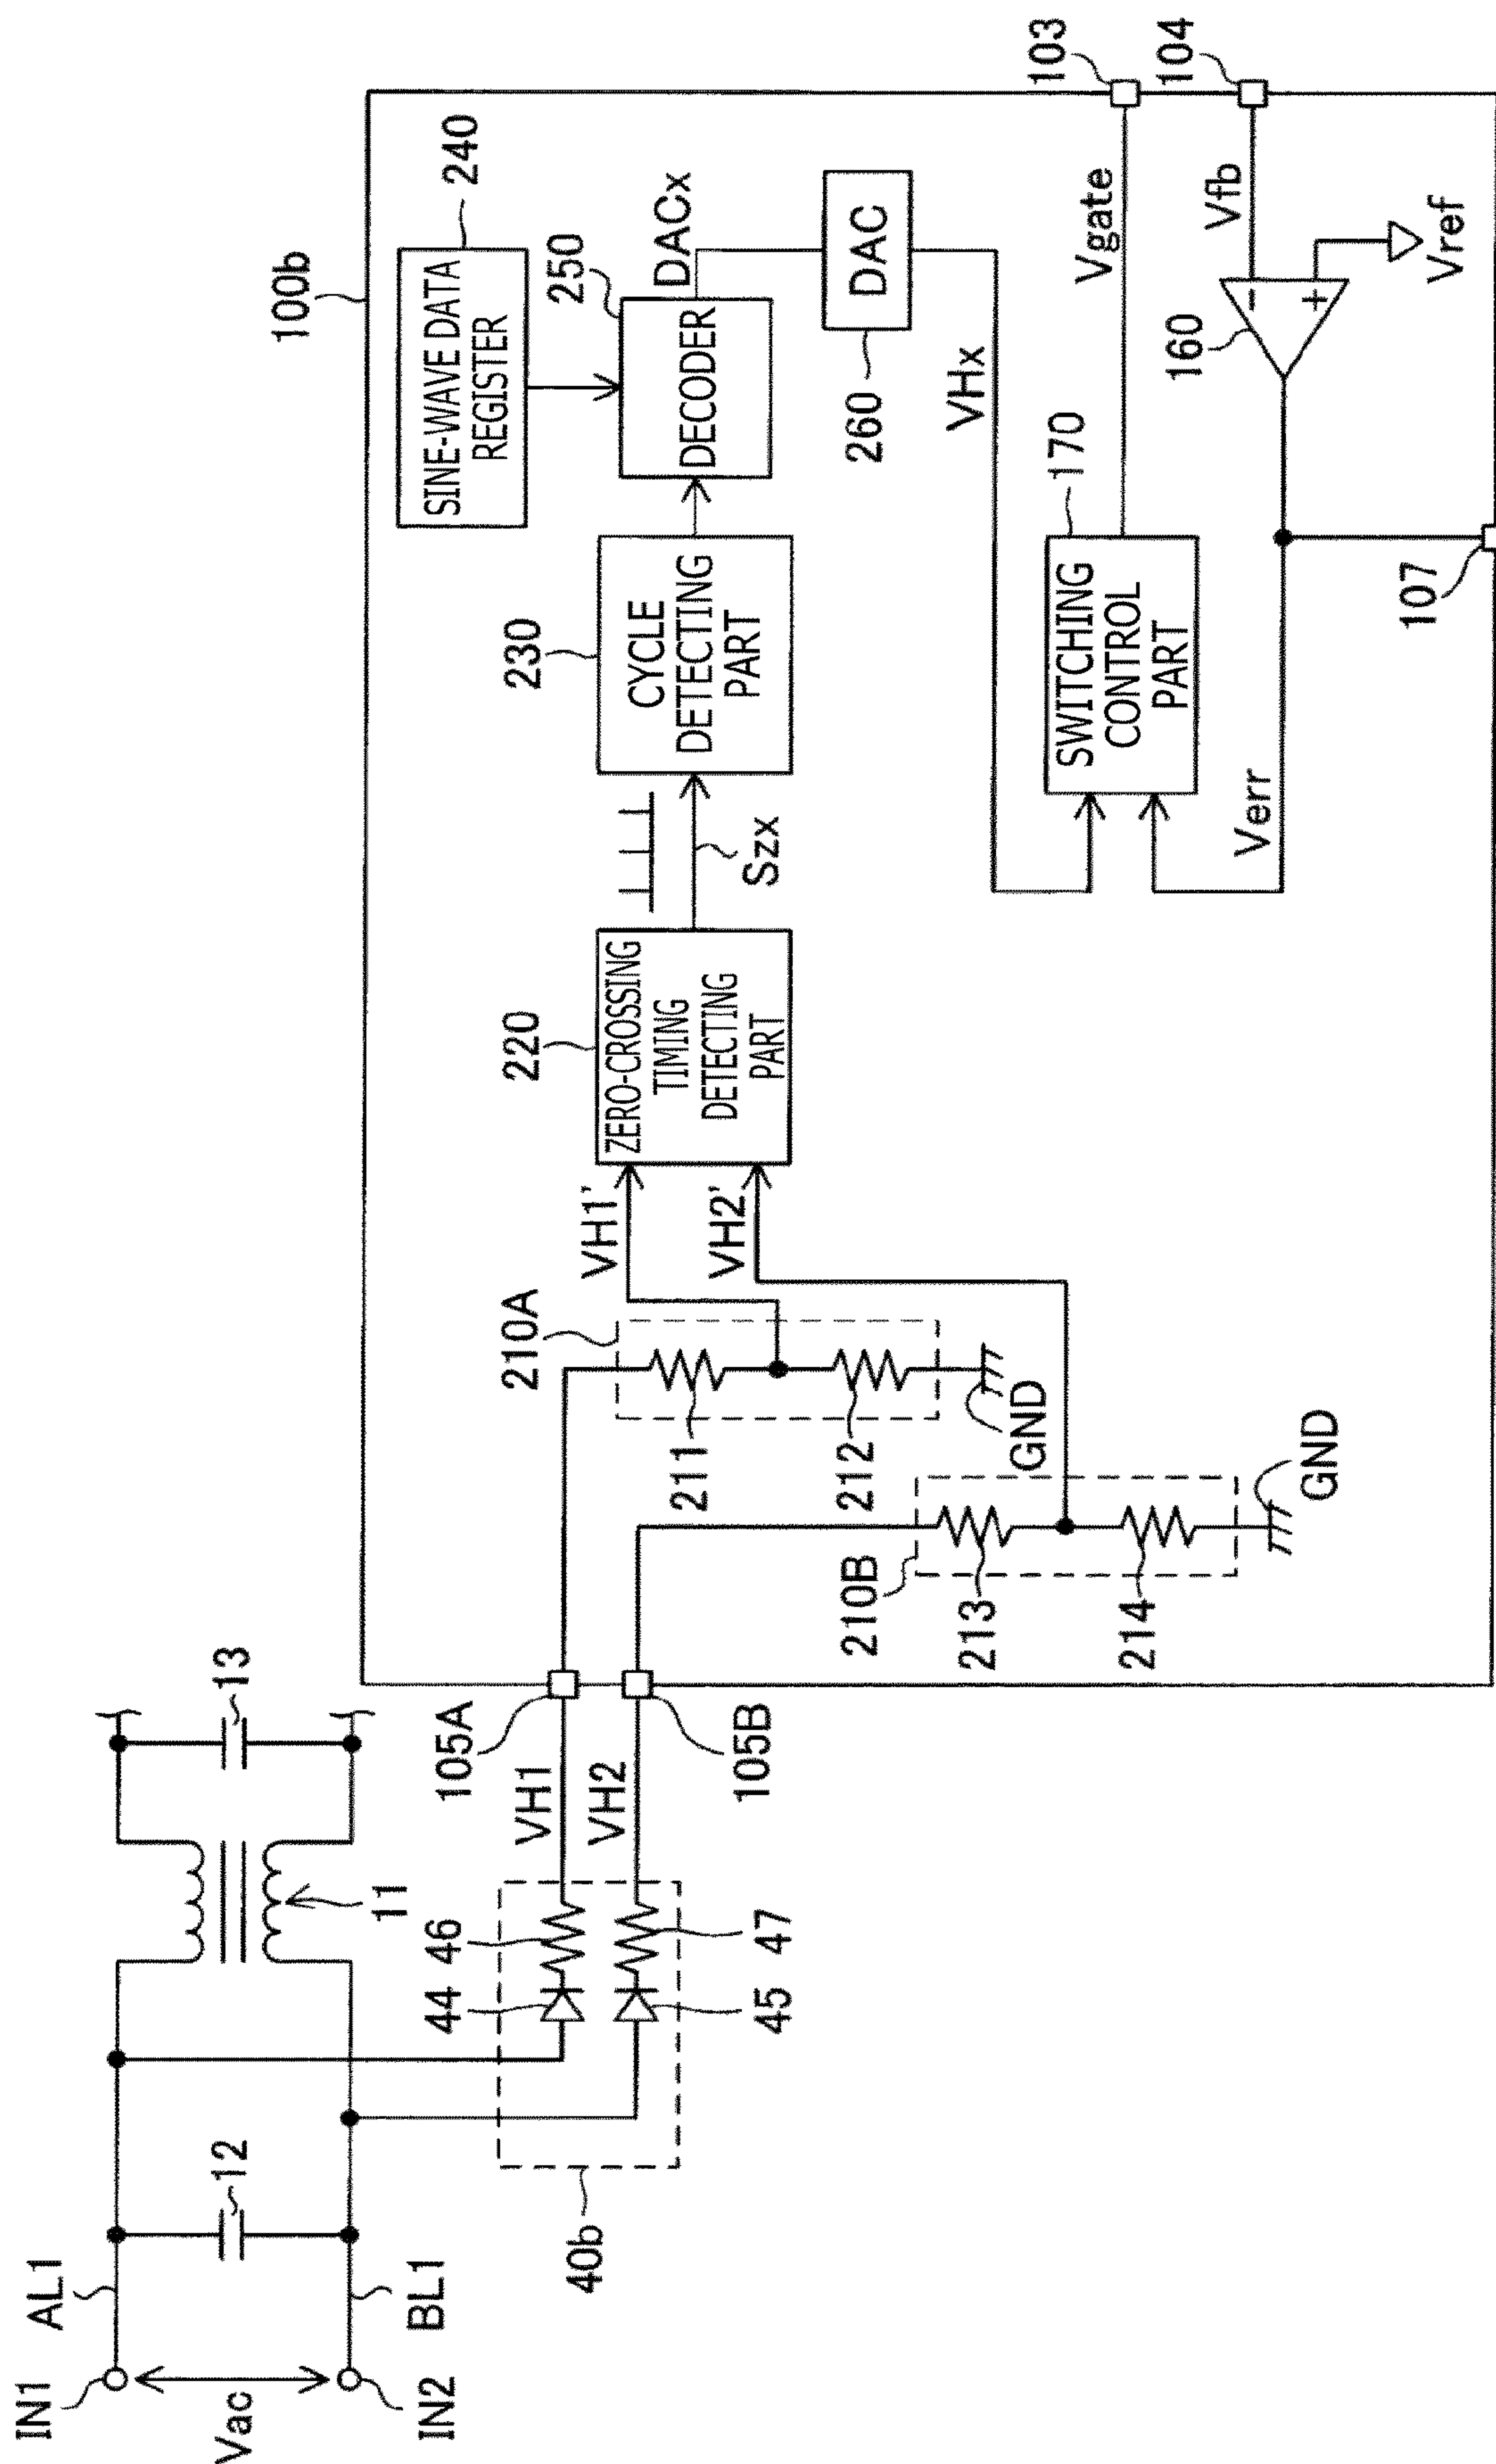 IN1
AL1
Vac
IN2
BL1
12
11
13
40b
44
46
45
47
VH1
VH2
105A
105B
100b
210A
211
212
GND
210B
213
214
GND
VH1'
VH2'
220
ZERO-CROSSING
TIMING
DETECTING
PART
Szx
230
CYCLE
DETECTING
PART
240
SINE-WAVE DATA
REGISTER
250
DECODER
DACx
DAC
260
VHx
170
SWITCHING
CONTROL
PART
Verr
Vgate
103
104
Vfb
160
-
+
Vref
107